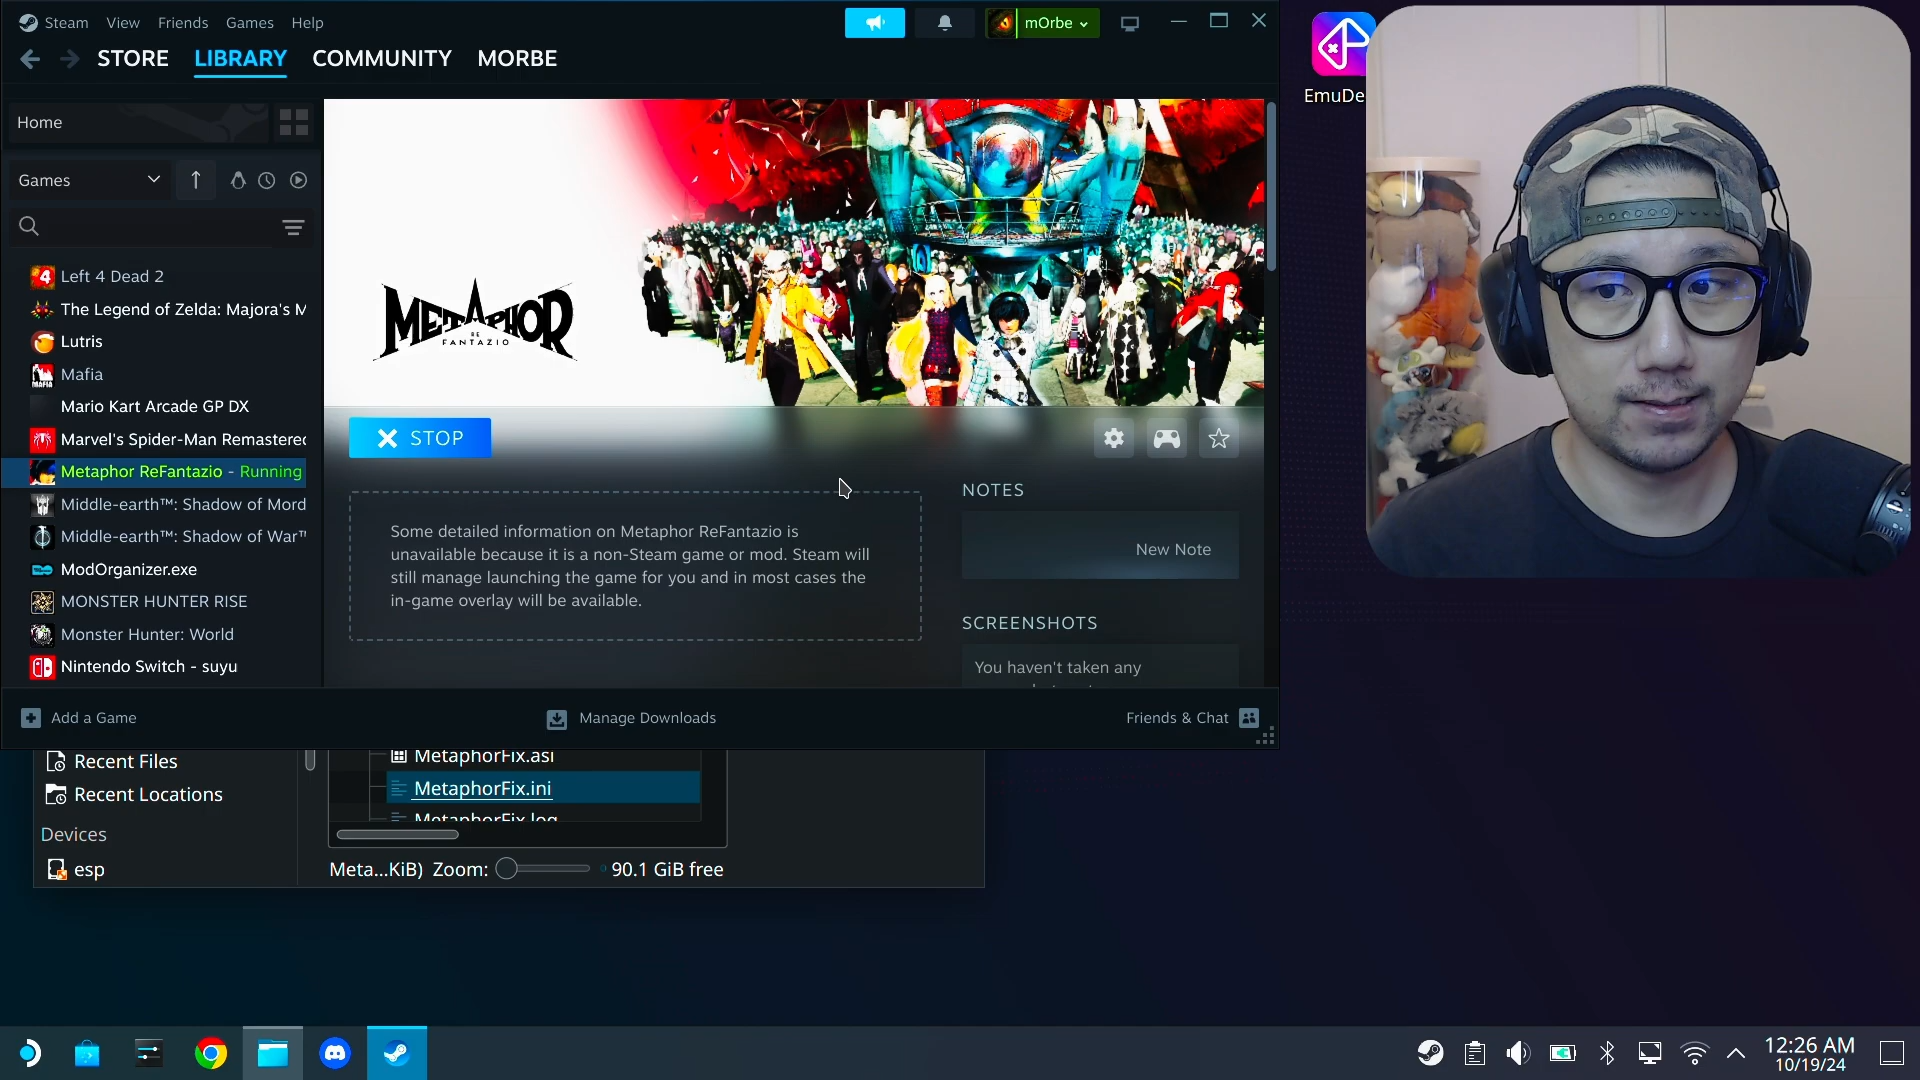 Steam View Friends Games Help
mOrbe
STORE LIBRARY COMMUNITY MORBE
EmuDe
Home
Games
4
Left 4 Dead 2
The Legend of Zelda: Majora's M
Lutris
MAFIA
Mafia
Mario Kart Arcade GP DX
Marvel's Spider-Man Remastered
Metaphor ReFantazio - Running
Middle-earth™: Shadow of Mord
Middle-earth™: Shadow of War™
ModOrganizer.exe
MONSTER HUNTER RISE
Monster Hunter: World
Nintendo Switch - suyu
METAPHOR
RE
FANTAZIO
STOP
Some detailed information on Metaphor ReFantazio is
unavailable because it is a non-Steam game or mod. Steam will
still manage launching the game for you and in most cases the
in-game overlay will be available.
NOTES
New Note
SCREENSHOTS
You haven't taken any
Add a Game
Manage Downloads
Friends & Chat
Recent Files
Recent Locations
Devices
esp
MetaphorFix.asi
MetaphorFix.ini
MetaphorFix.log
Meta...KiB) Zoom: 90.1 GiB free
12:26 AM
10/19/24